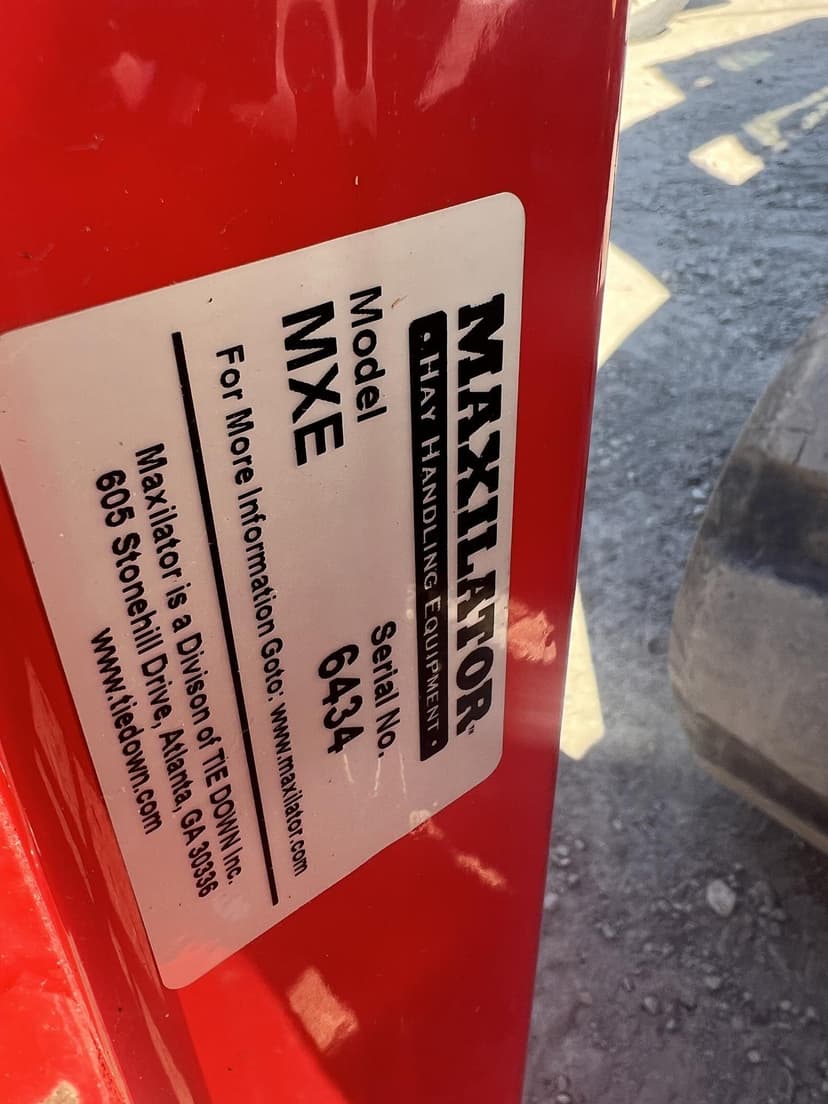 MAXILATOR™
• HAY HANDLING EQUIPMENT •
Model
MXE
Serial No.
6434
For More Information Goto: www.maxilator.com
Maxilator is a Divison of TIE DOWN Inc.
605 Stonehill Drive, Atlanta, GA 30336
www.tiedown.com